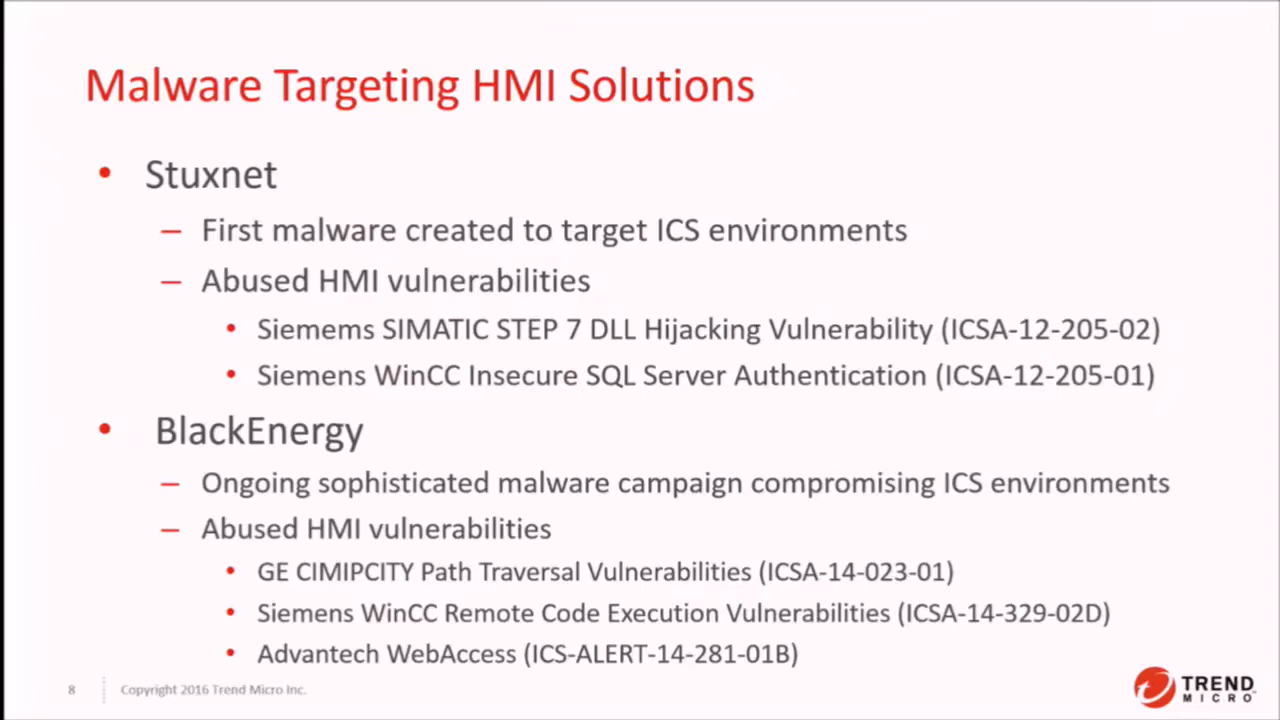 Malware Targeting HMI Solutions
• Stuxnet
– First malware created to target ICS environments
– Abused HMI vulnerabilities
• Siemems SIMATIC STEP 7 DLL Hijacking Vulnerability (ICSA-12-205-02)
• Siemens WinCC Insecure SQL Server Authentication (ICSA-12-205-01)
• BlackEnergy
– Ongoing sophisticated malware campaign compromising ICS environments
– Abused HMI vulnerabilities
• GE CIMIPCITY Path Traversal Vulnerabilities (ICSA-14-023-01)
• Siemens WinCC Remote Code Execution Vulnerabilities (ICSA-14-329-02D)
• Advantech WebAccess (ICS-ALERT-14-281-01B)
8 Copyright 2016 Trend Micro Inc.
TREND
MICRO